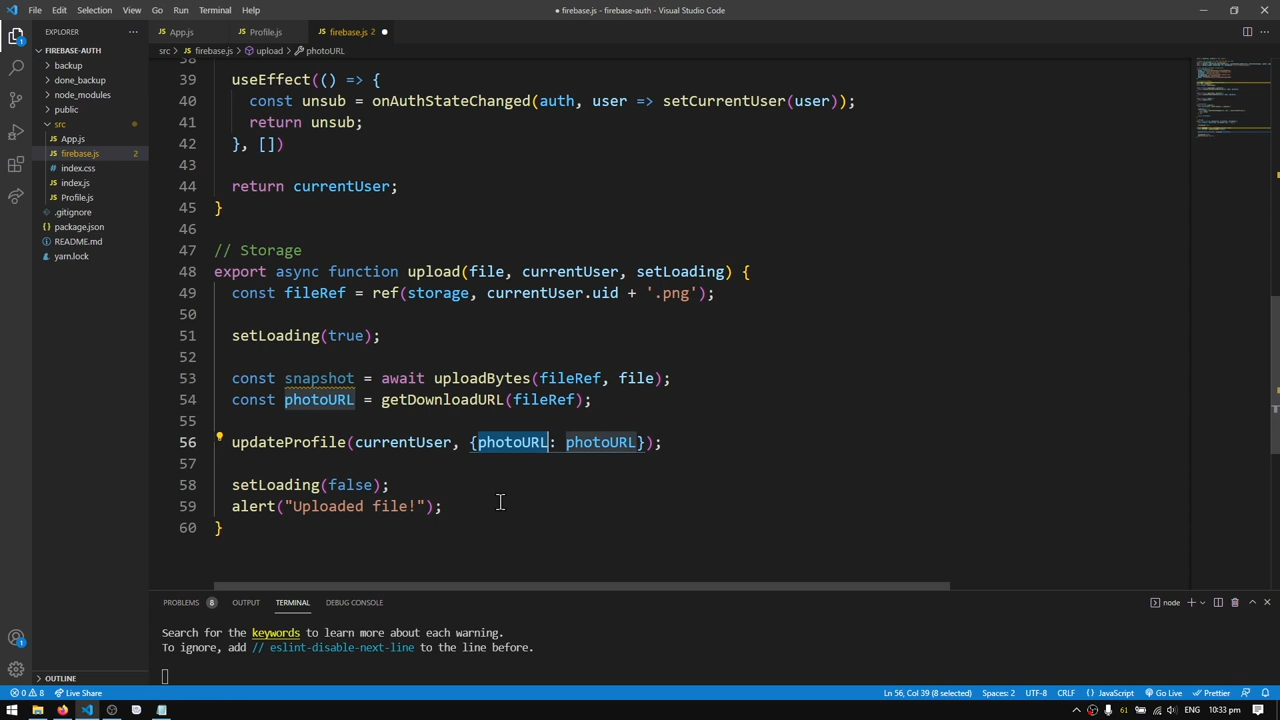 File Edit Selection View Go Run Terminal Help
● firebase.js - firebase-auth - Visual Studio Code
EXPLORER
FIREBASE-AUTH
backup
done_backup
node_modules
public
src
App.js
firebase.js 2
index.css
index.js
Profile.js
.gitignore
package.json
README.md
yarn.lock
OUTLINE
App.js Profile.js firebase.js 2
src > firebase.js > upload > photoURL
38
39 useEffect(() => {
40 const unsub = onAuthStateChanged(auth, user => setCurrentUser(user));
41 return unsub;
42 }, [])
43
44 return currentUser;
45 }
46
47 // Storage
48 export async function upload(file, currentUser, setLoading) {
49 const fileRef = ref(storage, currentUser.uid + '.png');
50
51 setLoading(true);
52
53 const snapshot = await uploadBytes(fileRef, file);
54 const photoURL = getDownloadURL(fileRef);
55
56 updateProfile(currentUser, {photoURL: photoURL});
57
58 setLoading(false);
59 alert("Uploaded file!");
60 }
PROBLEMS 8 OUTPUT TERMINAL DEBUG CONSOLE
node
Search for the keywords to learn more about each warning.
To ignore, add // eslint-disable-next-line to the line before.
0 8 Live Share
Ln 56, Col 39 (8 selected) Spaces: 2 UTF-8 CRLF { } JavaScript Go Live Prettier
61 ENG 10:33 pm